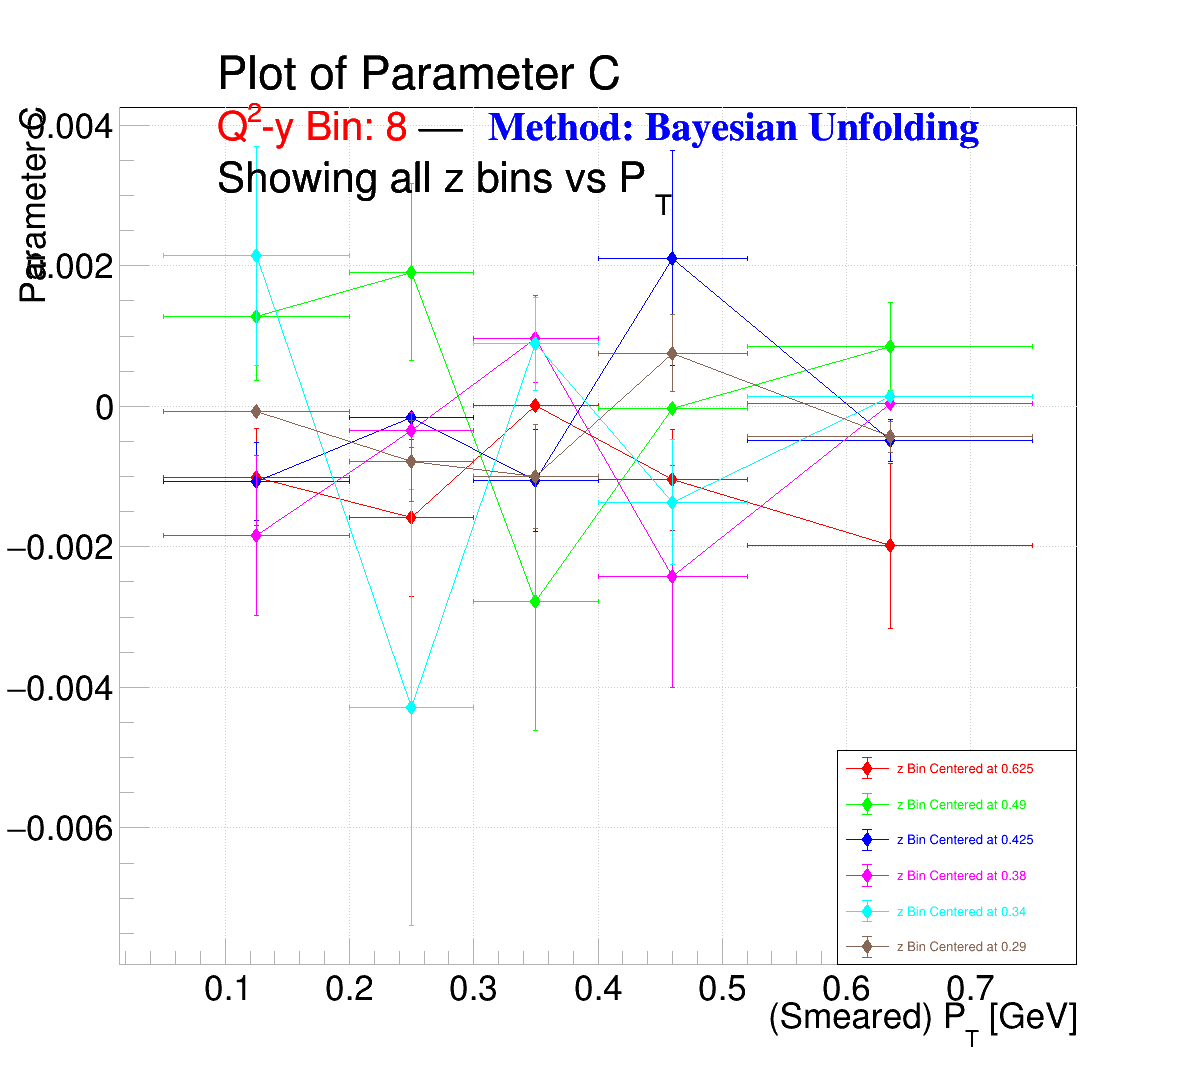 Plot of Parameter C
Q²-y Bin: 8 — Method: Bayesian Unfolding
Showing all z bins vs P_T
Parameter C
0.004
0.002
0
−0.002
−0.004
−0.006
z Bin Centered at 0.625
z Bin Centered at 0.49
z Bin Centered at 0.425
z Bin Centered at 0.38
z Bin Centered at 0.34
z Bin Centered at 0.29
0.1 0.2 0.3 0.4 0.5 0.6 0.7
(Smeared) P_T [GeV]